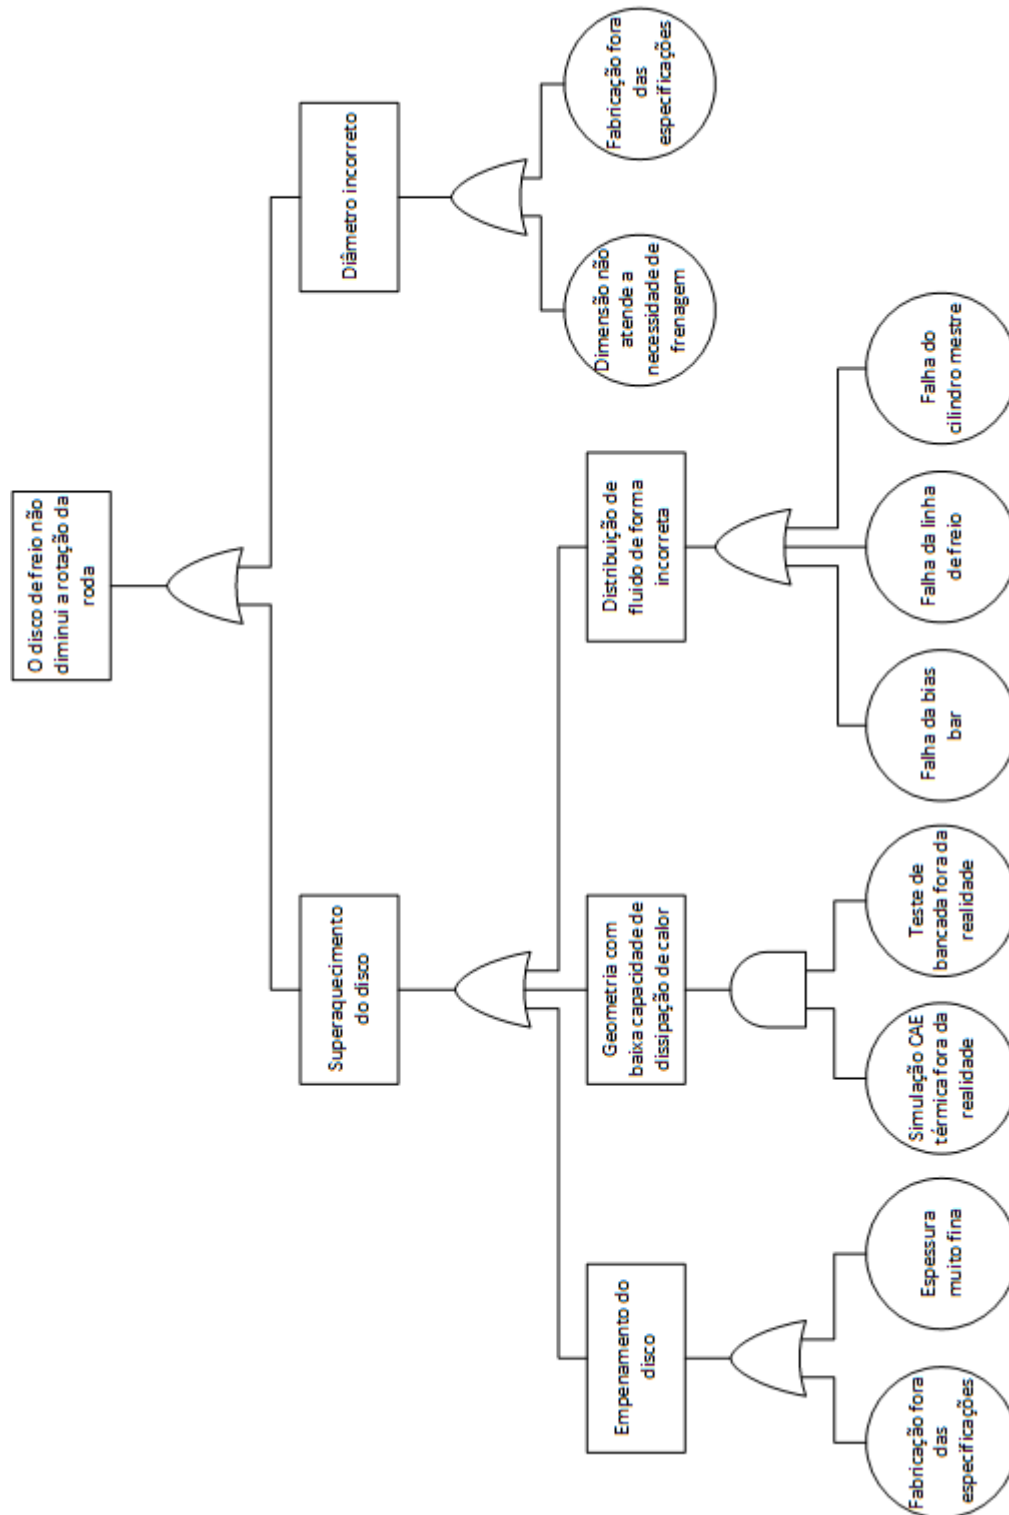 O disco de freio não
diminui a rotação da
roda
Superaquecimento
do disco
Diâmetro incorreto
Empenamento do
disco
Geometria com
baixa capacidade de
dissipação de calor
Distribuição de
fluido de forma
incorreta
Dimensão não
atende a
necessidade de
frenagem
Fabricação fora
das
especificações
Fabricação fora
das
especificações
Espessura
muito fina
Simulação CAE
térmica fora da
realidade
Teste de
bancada fora da
realidade
Falha da bias
bar
Falha da linha
de freio
Falha do
cilindro mestre